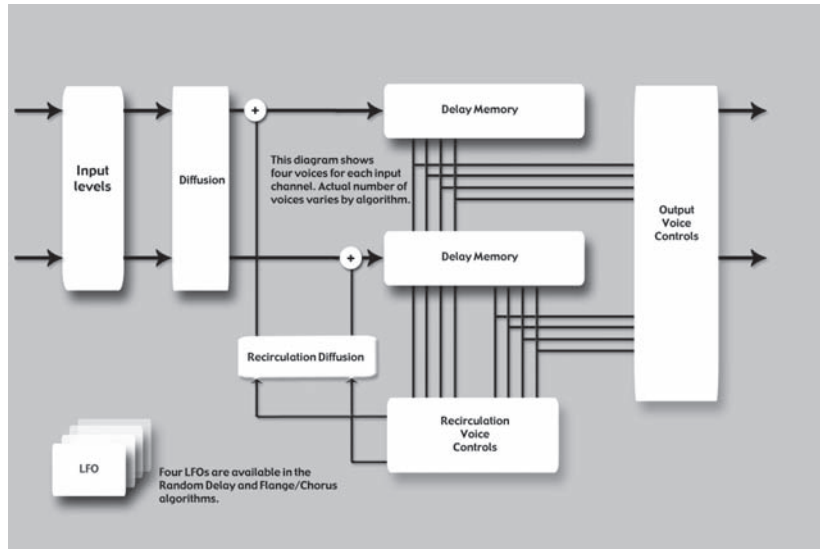 Input
levels
Diffusion
+
Delay Memory
This diagram shows
four voices for each input
channel. Actual number of
voices varies by algorithm.
+
Delay Memory
Output
Voice
Controls
Recirculation Diffusion
Recirculation
Voice
Controls
LFO
Four LFOs are available in the
Random Delay and Flange/Chorus
algorithms.